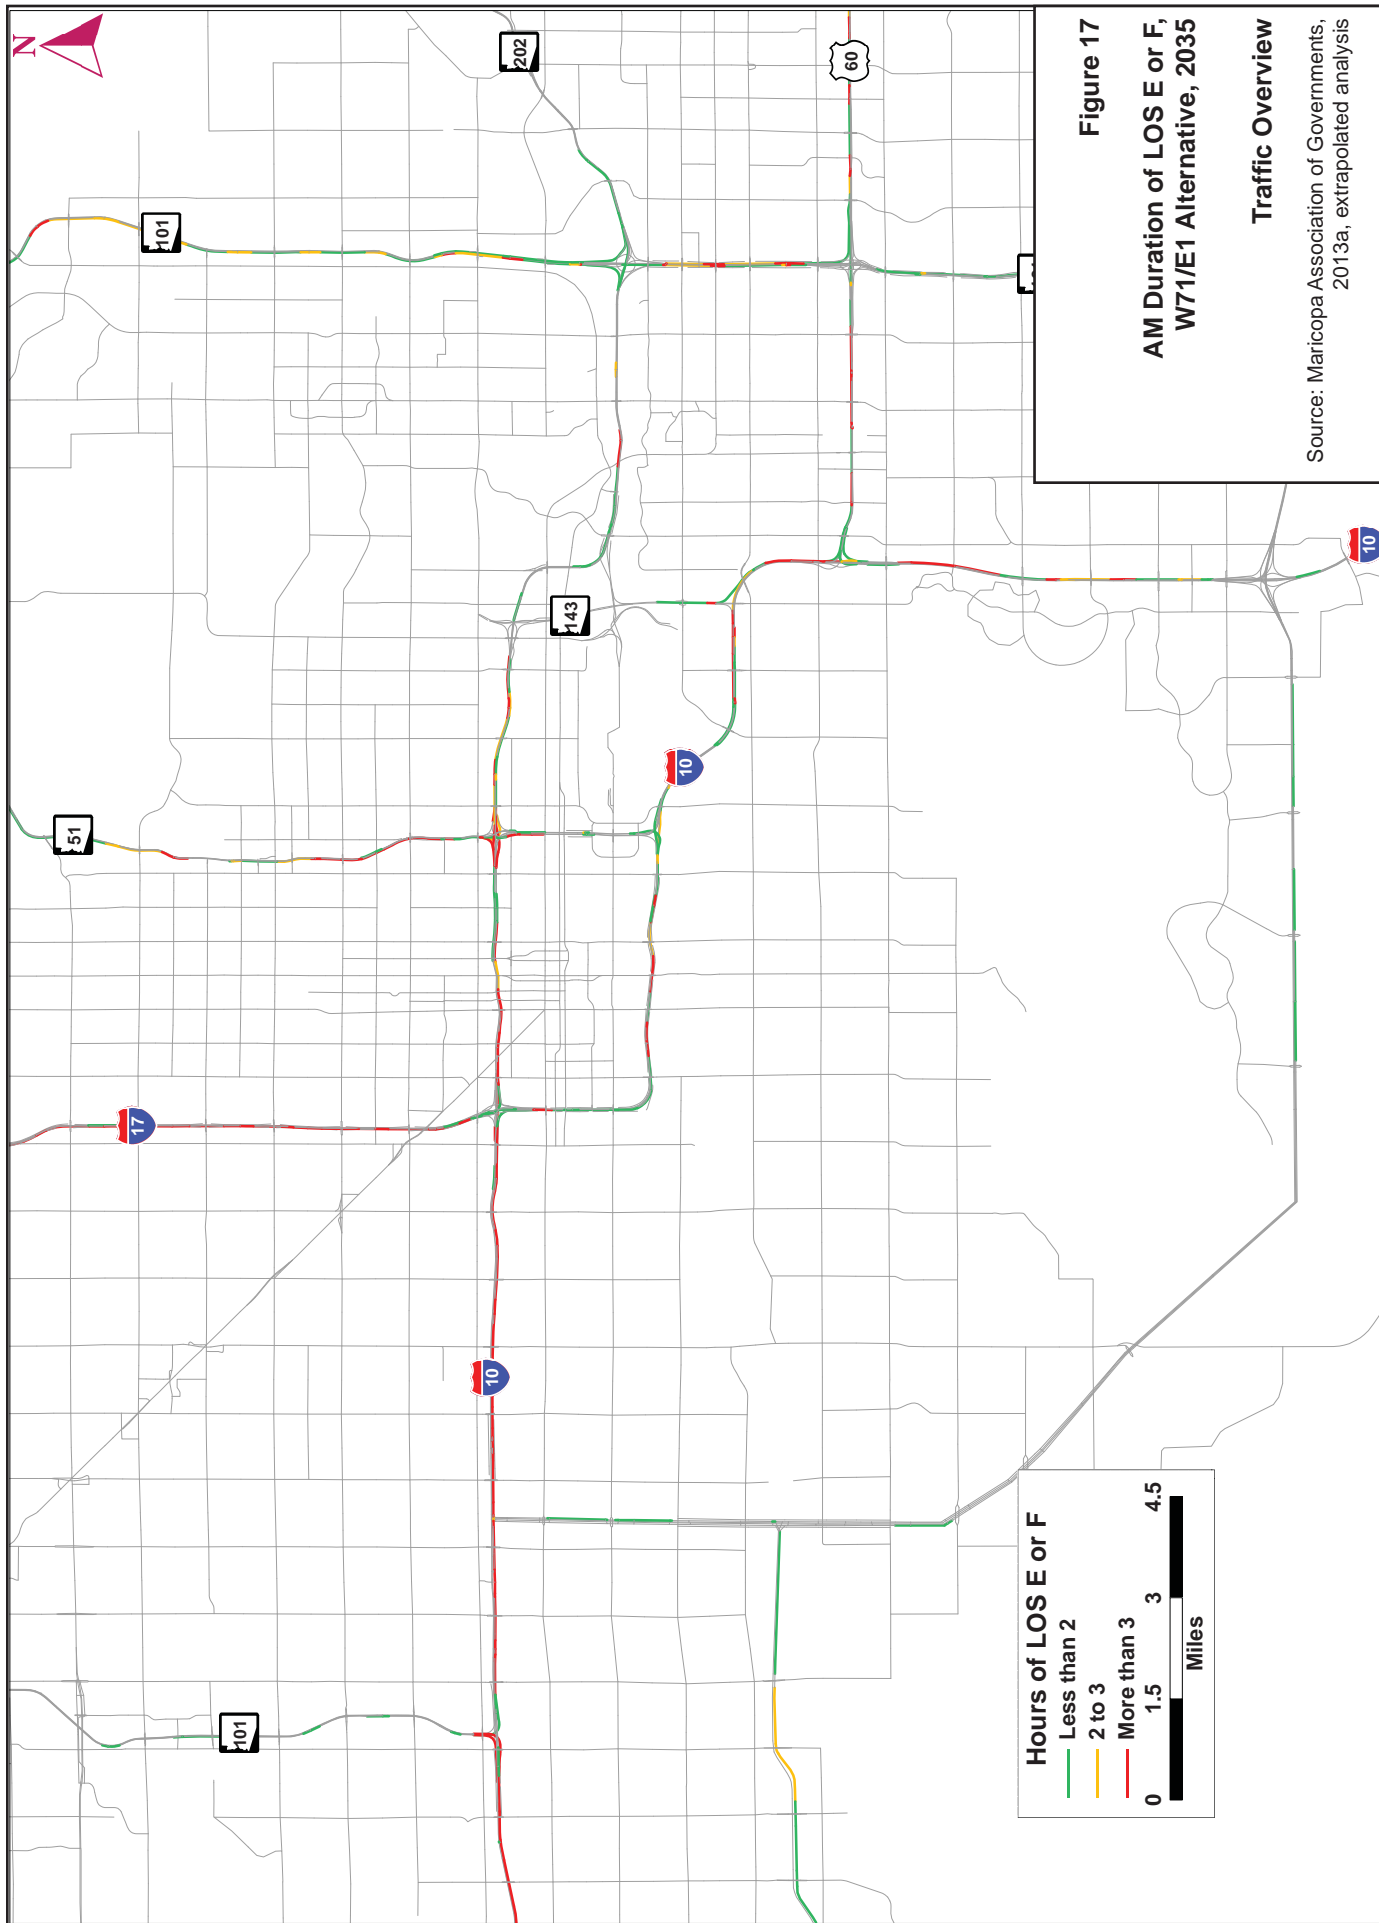 N
101
17
51
101
202
10
10
143
10
60
10
Hours of LOS E or F
Less than 2
2 to 3
More than 3
0 1.5 3 4.5
Miles
Figure 17
AM Duration of LOS E or F,
W71/E1 Alternative, 2035
Traffic Overview
Source: Maricopa Association of Governments,
2013a, extrapolated analysis